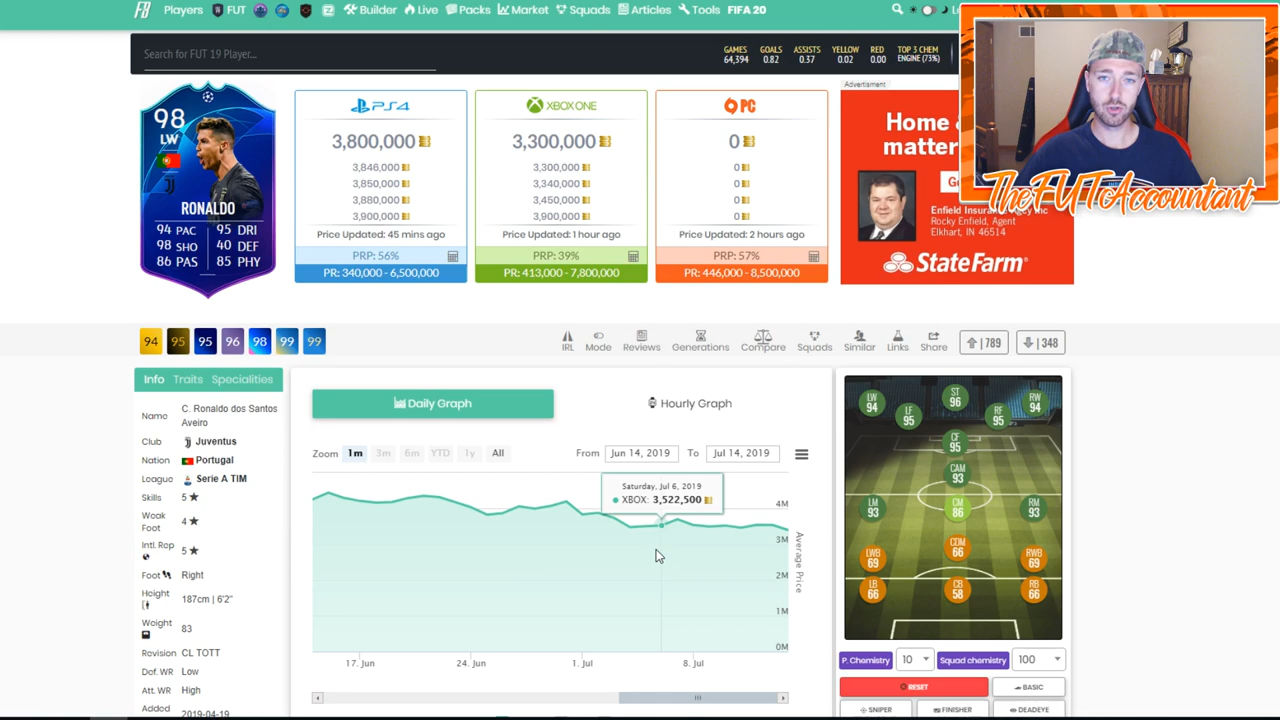 FB Players FUT Builder Live Packs Market Squads Articles Tools FIFA 20
Search for FUT 19 Player...
GAMES GOALS ASSISTS YELLOW RED TOP 3 CHEM
64,394 0.82 0.37 0.02 0.00 ENGINE (73%)
98
LW
RONALDO
94 PAC 95 DRI
98 SHO 40 DEF
86 PAS 85 PHY
PS4
3,800,000
3,846,000
3,850,000
3,880,000
3,900,000
Price Updated: 45 mins ago
PRP: 56%
PR: 340,000 - 6,500,000
XBOX ONE
3,300,000
3,300,000
3,340,000
3,450,000
3,900,000
Price Updated: 1 hour ago
PRP: 39%
PR: 413,000 - 7,800,000
PC
0
0
0
0
0
Price Updated: 2 hours ago
PRP: 57%
PR: 446,000 - 8,500,000
Advertisment
Home &
matter
Enfield Insurance
Rocky Enfield, Agent
Elkhart, IN 46514
StateFarm
TheFUTAccountant
94 95 95 96 98 99 99
IRL Mode Reviews Generations Compare Squads Similar Links Share 789 348
Info Traits Specialities
Name C. Ronaldo dos Santos
Aveiro
Club Juventus
Nation Portugal
League Serie A TIM
Skills 5
Weak
Foot 4
Intl. Rep 5
Foot Right
Height 187cm | 6'2"
Weight 83
Revision CL TOTT
Def. WR Low
Att. WR High
Added 2019-04-19
Daily Graph Hourly Graph
Zoom 1m 3m 6m YTD 1y All From Jun 14, 2019 To Jul 14, 2019
Saturday, Jul 6, 2019
XBOX: 3,522,500
4M
3M
2M
1M
0M
Average Price
17. Jun 24. Jun 1. Jul 8. Jul
LW 94
LF 95
ST 96
RF 95
RW 94
CF 95
CAM 93
LM 93
CM 86
RM 93
LWB 69
CDM 66
RWB 69
LB 66
CB 58
RB 66
P. Chemistry 10 Squad chemistry 100
RESET BASIC
SNIPER FINISHER DEADEYE